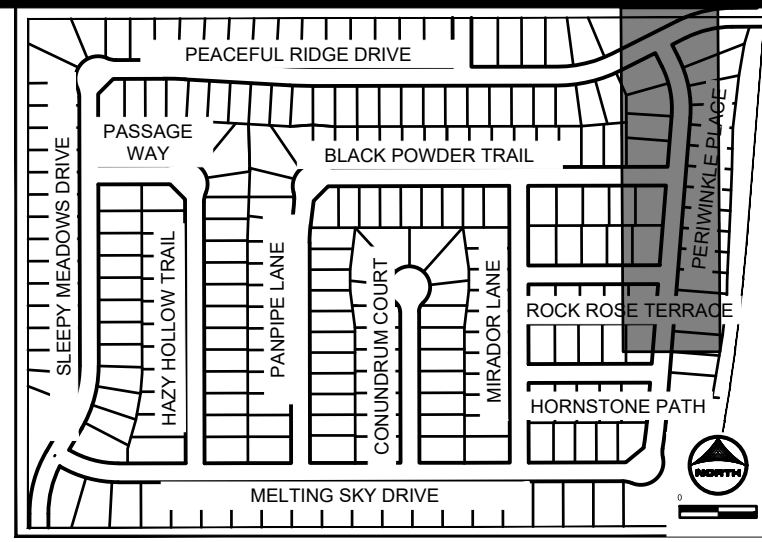 PEACEFUL RIDGE DRIVE
PASSAGE
WAY
BLACK POWDER TRAIL
PERIWINKLE PLACE
SLEEPY MEADOWS DRIVE
HAZY HOLLOW TRAIL
PANPIPE LANE
CONUNDRUM COURT
MIRADOR LANE
ROCK ROSE TERRACE
HORNSTONE PATH
NORTH
MELTING SKY DRIVE
0